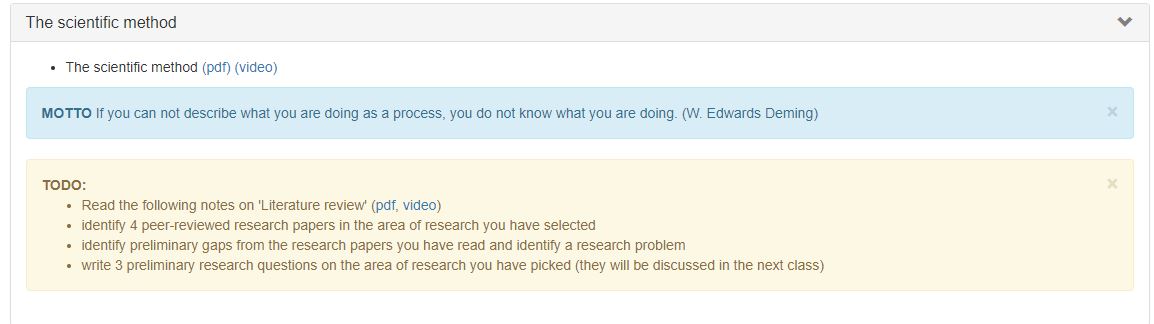 The scientific method
The scientific method (pdf) (video)
MOTTO If you can not describe what you are doing as a process, you do not know what you are doing. (W. Edwards Deming)
TODO:
Read the following notes on 'Literature review' (pdf, video)
identify 4 peer-reviewed research papers in the area of research you have selected
identify preliminary gaps from the research papers you have read and identify a research problem
write 3 preliminary research questions on the area of research you have picked (they will be discussed in the next class)